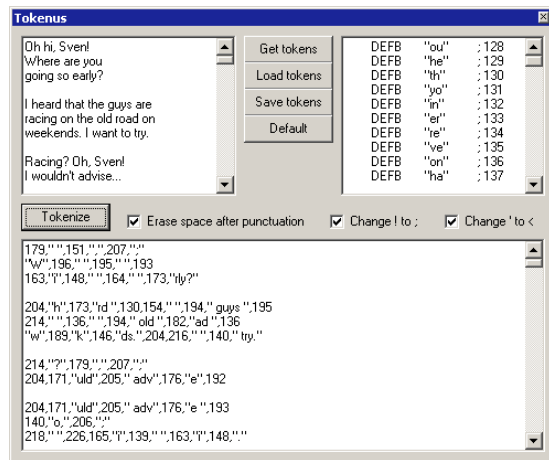 Tokenus
Oh hi, Sven!
Where are you
going so early?
I heard that the guys are
racing on the old road on
weekends. I want to try.
Racing? Oh, Sven!
I wouldn't advise...
Get tokens
Load tokens
Save tokens
Default
DEFB "ou" ; 128
DEFB "he" ; 129
DEFB "th" ; 130
DEFB "yo" ; 131
DEFB "in" ; 132
DEFB "er" ; 133
DEFB "re" ; 134
DEFB "ve" ; 135
DEFB "on" ; 136
DEFB "ha" ; 137
Tokenize
Erase space after punctuation
Change ! to ;
Change ' to <
179," ",151,",",207,";"
"W",196," ",195," ",193
163,"i",148," ",164," ",173,"rly?"
204,"h",173,"rd ",130,154," ",194," guys ",195
214," ",136," ",194," old ",182,"ad ",136
"w",189,"k",146,"ds.",204,216," ",140," try."
214,"?",179,",",207,";"
204,171,"uld",205," adv",176,"e",192
204,171,"uld",205," adv",176,"e ",193
140,"o,",206,";"
218," ",226,165,"i",139," ",163,"i",148,"."